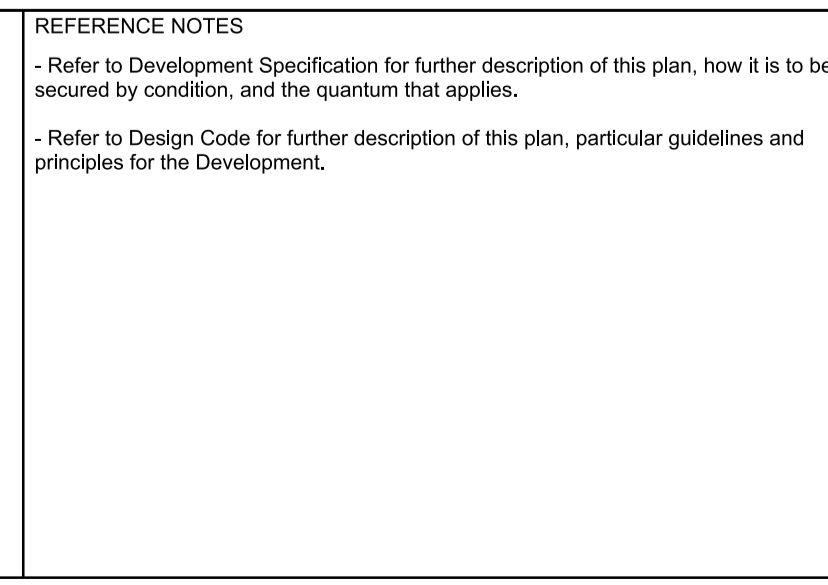 REFERENCE NOTES
- Refer to Development Specification for further description of this plan, how it is to be
secured by condition, and the quantum that applies.
- Refer to Design Code for further description of this plan, particular guidelines and
principles for the Development.